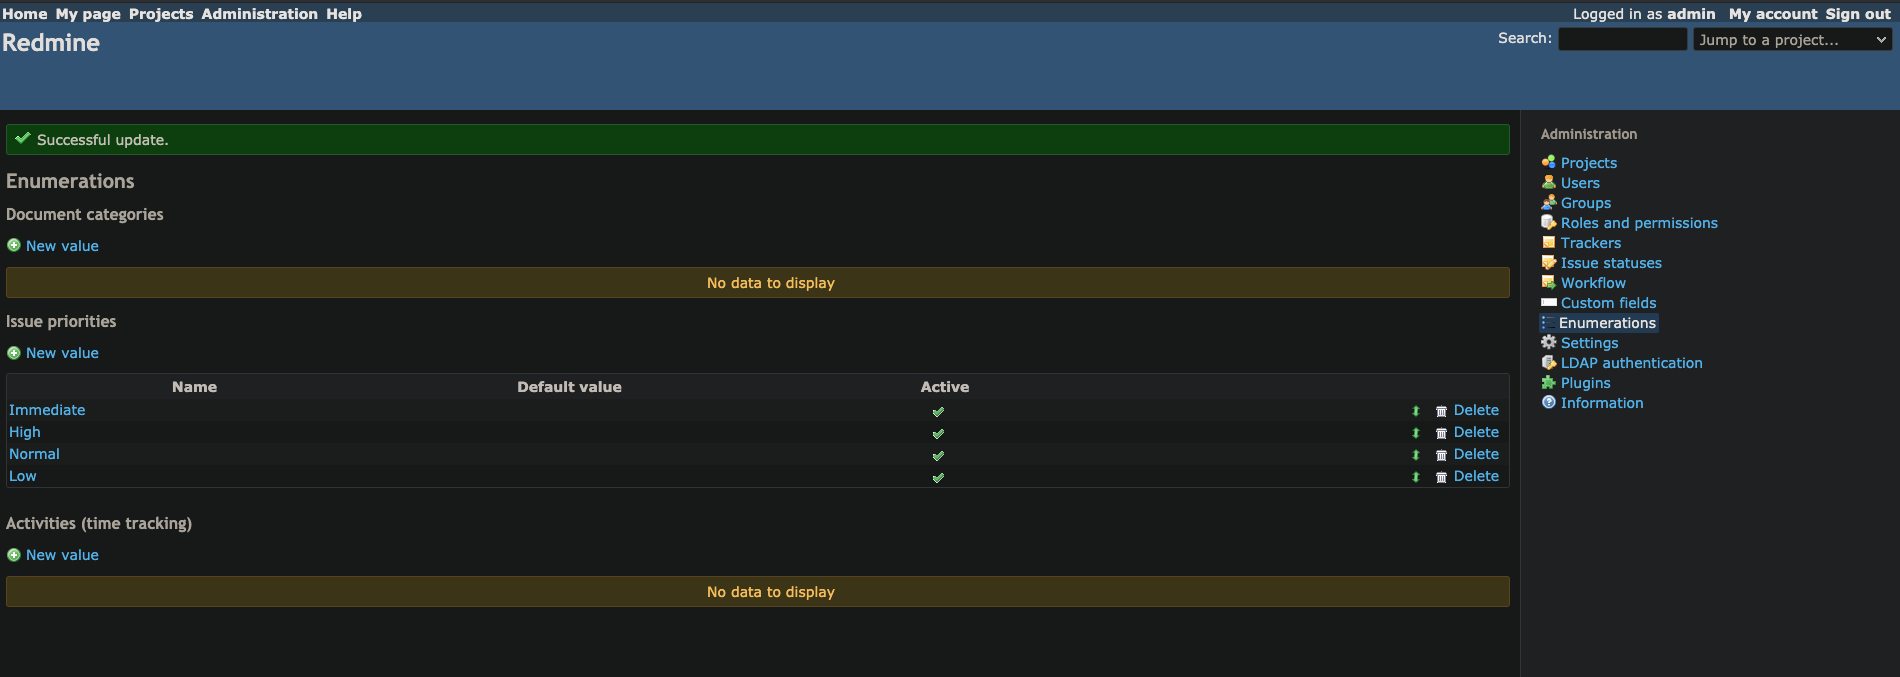 Home My page Projects Administration Help
Logged in as admin My account Sign out
Redmine
Search: Jump to a project...
Successful update.
Enumerations
Document categories
New value
No data to display
Issue priorities
New value
Name Default value Active
Immediate Delete
High Delete
Normal Delete
Low Delete
Activities (time tracking)
New value
No data to display
Administration
Projects
Users
Groups
Roles and permissions
Trackers
Issue statuses
Workflow
Custom fields
Enumerations
Settings
LDAP authentication
Plugins
Information